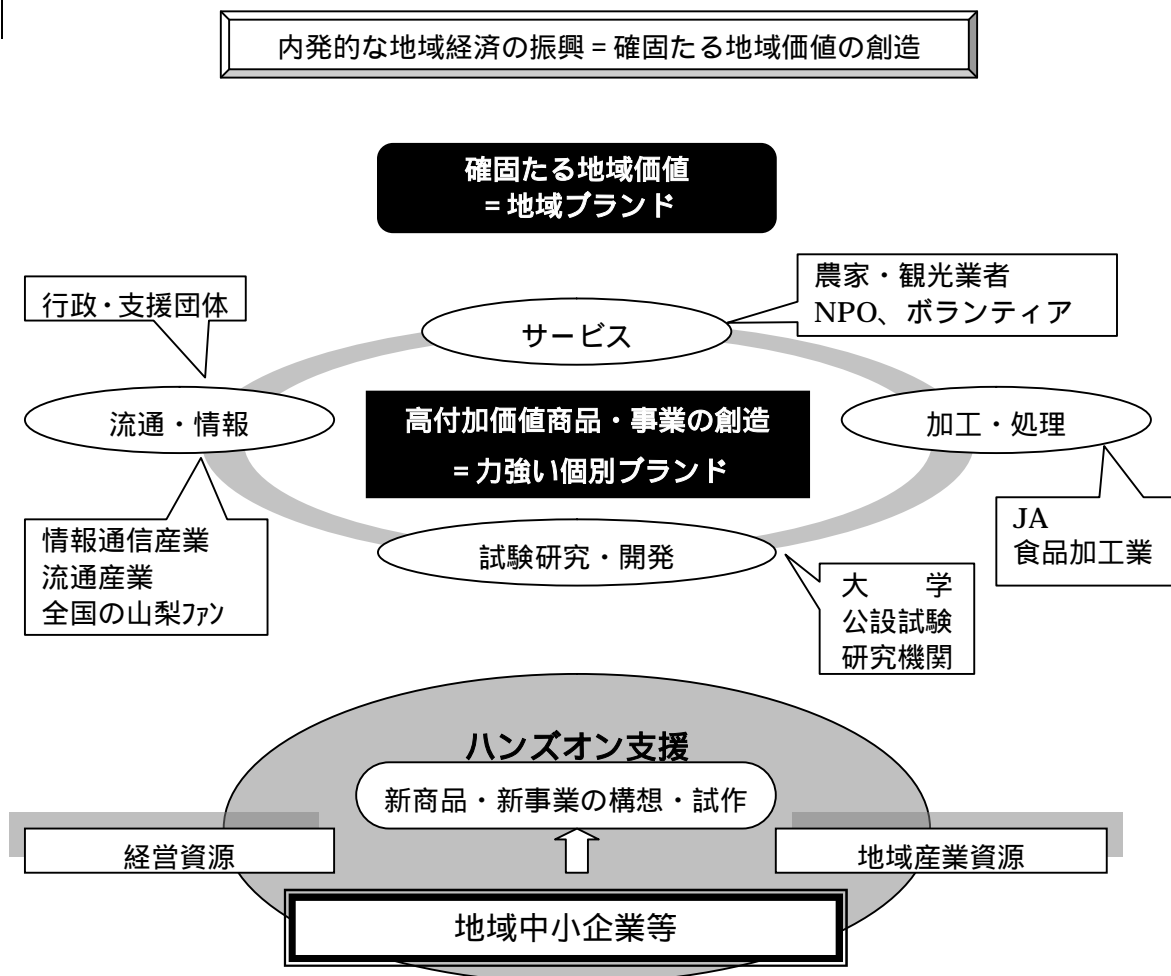 内発的な地域経済の振興＝確固たる地域価値の創造
確固たる地域価値
＝地域ブランド
農家・観光業者
NPO、ボランティア
行政・支援団体
サービス
流通・情報
高付加価値商品・事業の創造
＝力強い個別ブランド
加工・処理
情報通信産業
流通産業
全国の山梨ﾌｧﾝ
試験研究・開発
JA
食品加工業
大　　学
公設試験
研究機関
ハンズオン支援
新商品・新事業の構想・試作
経営資源
地域産業資源
地域中小企業等